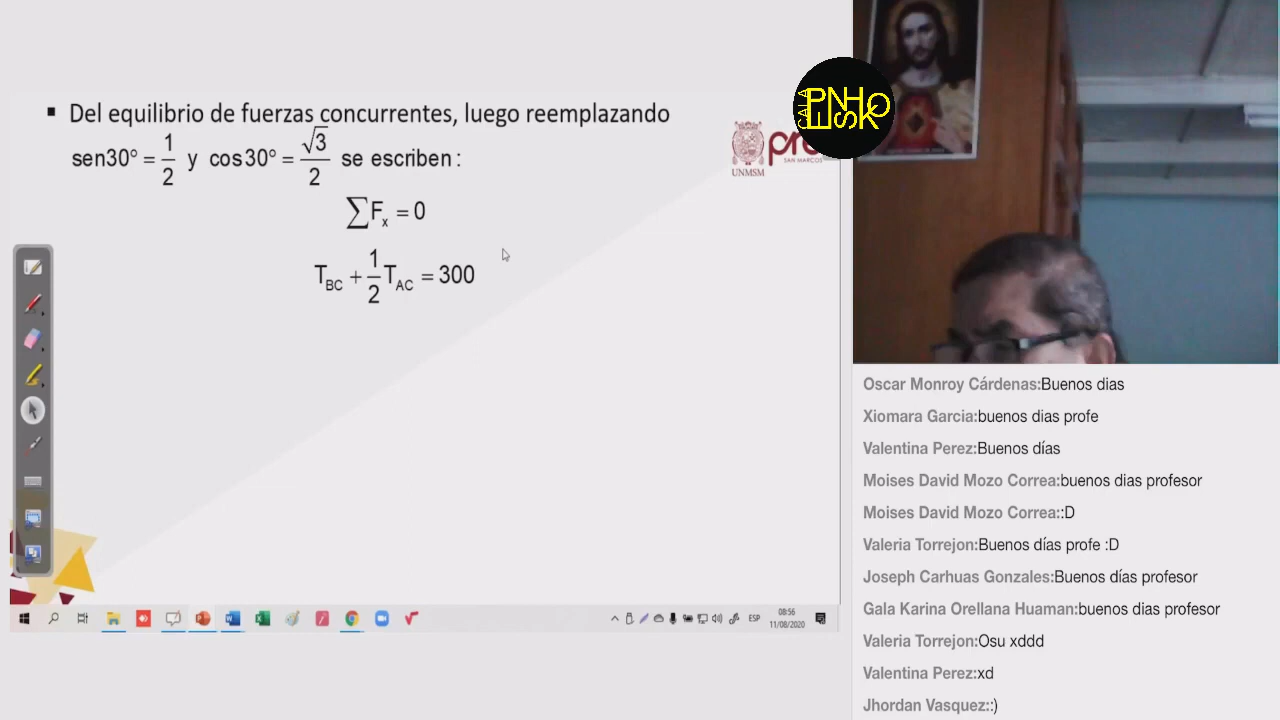 ▪ Del equilibrio de fuerzas concurrentes, luego reemplazando
sen30° = 1/2 y cos30° = √3/2 se escriben :
∑Fx = 0
TBC + 1/2 TAC = 300
UNMSM
pre
SAN MARCOS
CALA
PNHO
ESK
ESP
08:56
11/08/2020
Oscar Monroy Cárdenas:Buenos dias
Xiomara Garcia:buenos dias profe
Valentina Perez:Buenos días
Moises David Mozo Correa:buenos dias profesor
Moises David Mozo Correa::D
Valeria Torrejon:Buenos días profe :D
Joseph Carhuas Gonzales:Buenos días profesor
Gala Karina Orellana Huaman:buenos dias profesor
Valeria Torrejon:Osu xddd
Valentina Perez:xd
Jhordan Vasquez::)